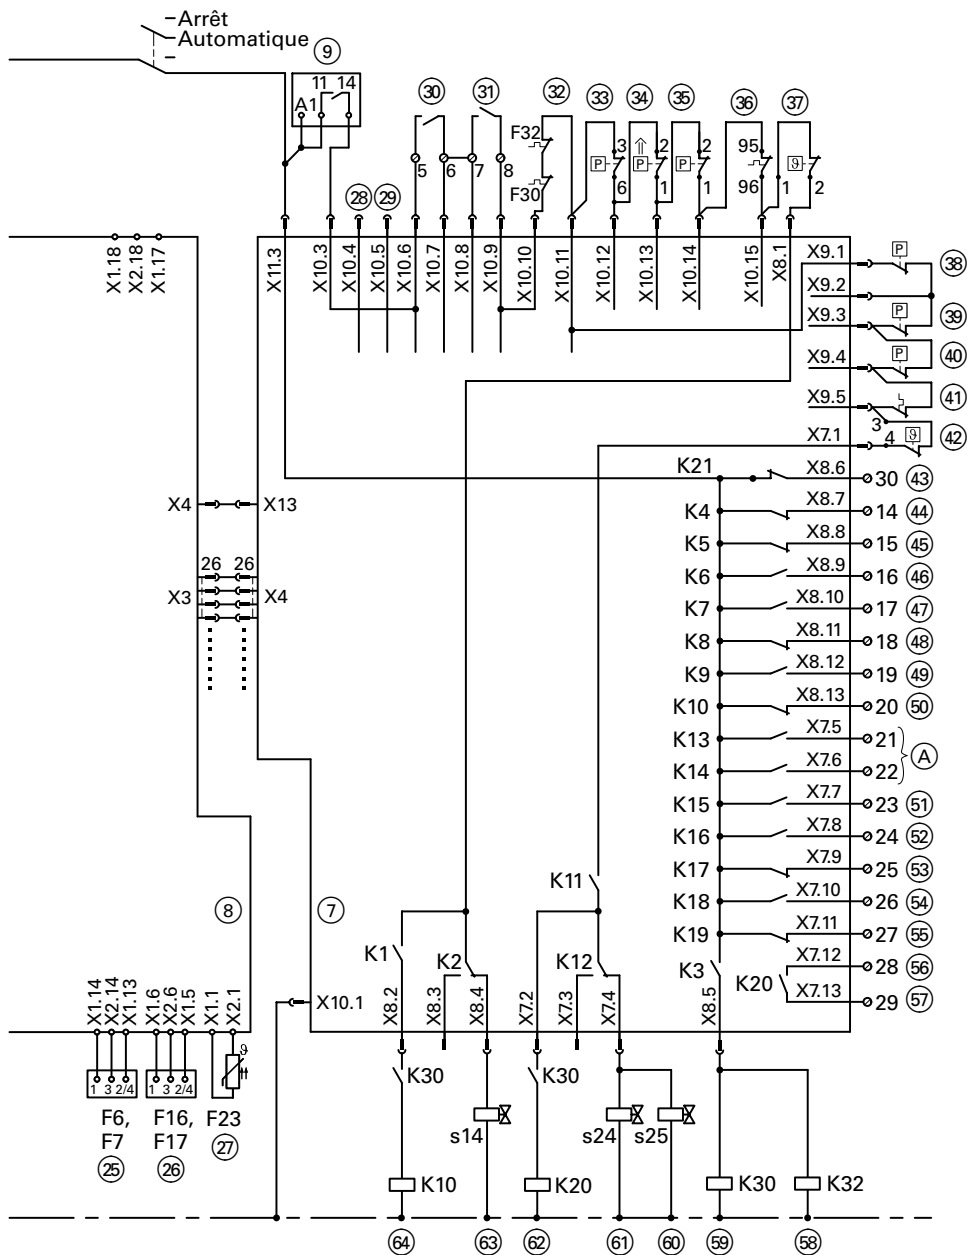 Arrêt
Automatique
9
11 14
A1
30
31
32
33
34
35
36
37
F32
F30
5
6
7
8
P
3
6
P
2
1
P
2
1
95
96
ϑ
1
2
28
29
X1.18
X2.18
X1.17
X11.3
X10.3
X10.4
X10.5
X10.6
X10.7
X10.8
X10.9
X10.10
X10.11
X10.12
X10.13
X10.14
X10.15
X8.1
X9.1 P 38
X9.2
X9.3 P 39
X9.4 P 40
X9.5 41
3
X7.1 4 ϑ 42
K21 X8.6 30 43
X4 X13
K4 X8.7 14 44
K5 X8.8 15 45
26 26
K6 X8.9 16 46
X3 X4
K7 X8.10 17 47
K8 X8.11 18 48
K9 X8.12 19 49
K10 X8.13 20 50
K13 X7.5 21
A
K14 X7.6 22
K15 X7.7 23 51
K16 X7.8 24 52
K17 X7.9 25 53
K18 X7.10 26 54
K19 X7.11 27 55
K20 X7.12 28 56
X7.13 29 57
8
7
K11
K1
K2
K12
K3
X1.14
X2.14
X1.13
X1.6
X2.6
X1.5
X1.1
X2.1
X10.1
X8.2
X8.3
X8.4
X7.2
X7.3
X7.4
X8.5
1 3 2/4
1 3 2/4
ϑ
F6,
F7
25
F16,
F17
26
F23
27
K30
K30
s14
s24
s25
K10
K20
K30
K32
64
63
62
61
60
59
58